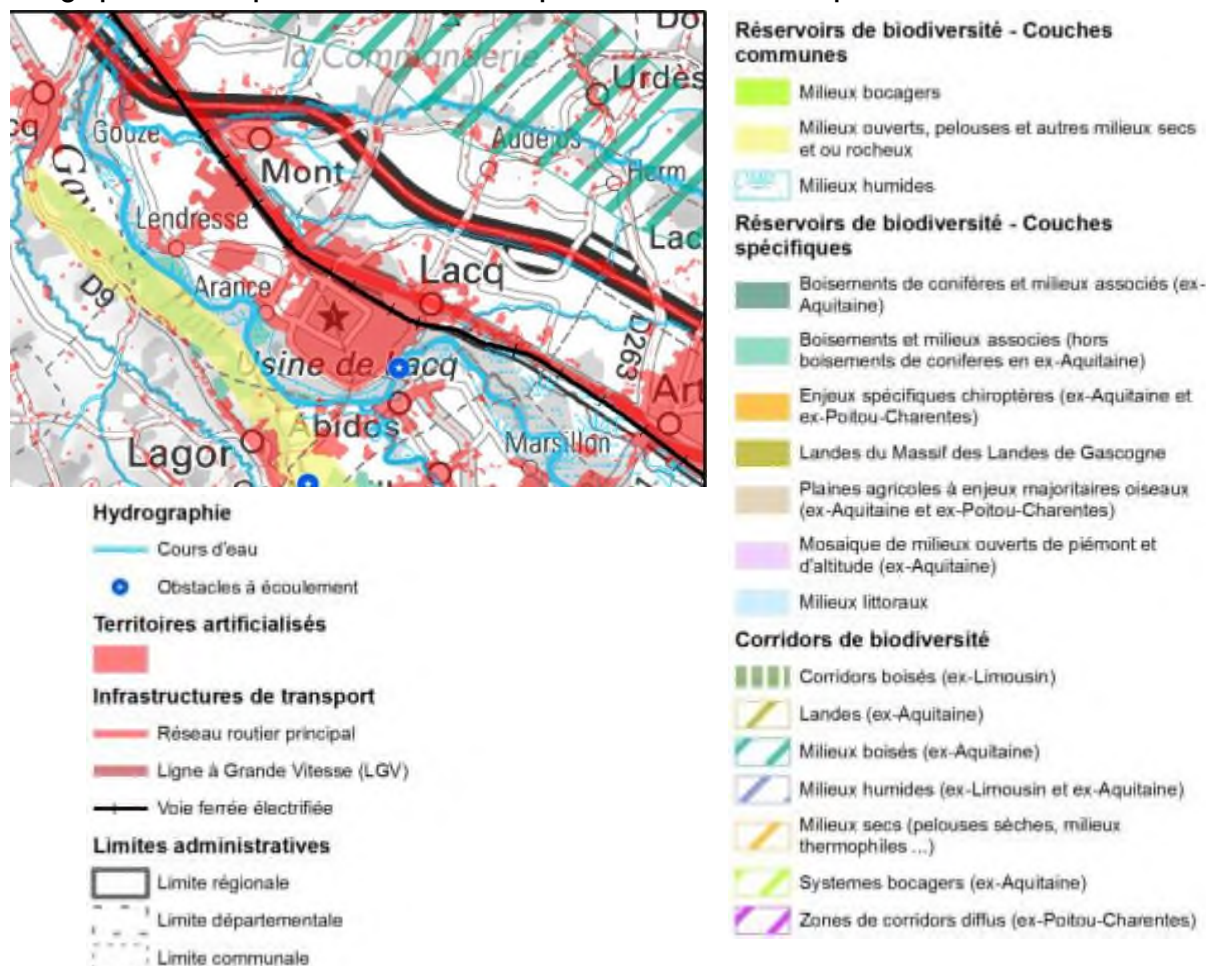 la Commanderie
Urdès
Gouze
Audéjos
Mont
Herm
Lendresse
Lacq
D9
Arance
D263
Usine de Lacq
Art
Abidos
Marsillon
Lagor
Hydrographie
Cours d'eau
Obstacles à écoulement
Territoires artificialisés
Infrastructures de transport
Réseau routier principal
Ligne à Grande Vitesse (LGV)
Voie ferrée électrifiée
Limites administratives
Limite régionale
Limite départementale
Limite communale
Réservoirs de biodiversité - Couches
communes
Milieux bocagers
Milieux ouverts, pelouses et autres milieux secs
et ou rocheux
Milieux humides
Réservoirs de biodiversité - Couches
spécifiques
Boisements de conifères et milieux associés (ex-
Aquitaine)
Boisements et milieux associes (hors
boisements de coniferes en ex-Aquitaine)
Enjeux spécifiques chiroptères (ex-Aquitaine et
ex-Poitou-Charentes)
Landes du Massif des Landes de Gascogne
Plaines agricoles à enjeux majoritaires oiseaux
(ex-Aquitaine et ex-Poitou-Charentes)
Mosaique de milieux ouverts de piémont et
d'altitude (ex-Aquitaine)
Milieux littoraux
Corridors de biodiversité
Corridors boisés (ex-Limousin)
Landes (ex-Aquitaine)
Milieux boisés (ex-Aquitaine)
Milieux humides (ex-Limousin et ex-Aquitaine)
Milieux secs (pelouses sèches, milieux
thermophiles ...)
Systemes bocagers (ex-Aquitaine)
Zones de corridors diffus (ex-Poitou-Charentes)